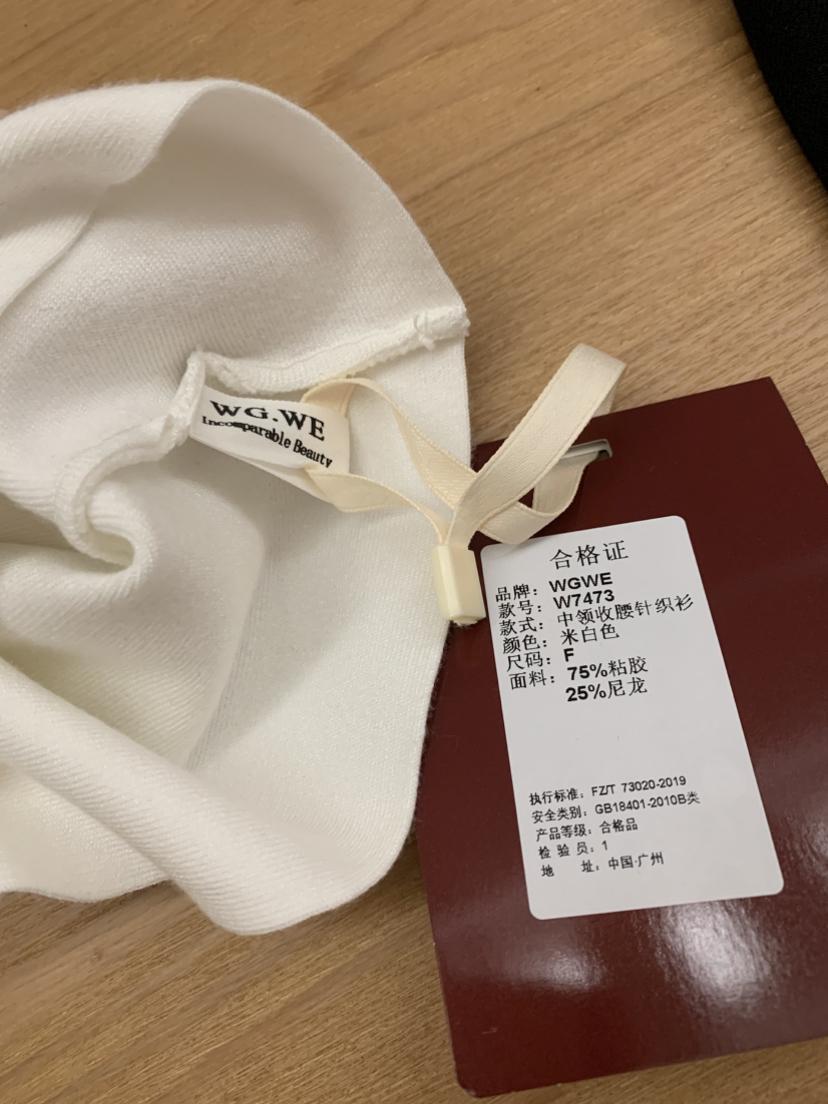 WG.WE
Incomparable Beauty
合格证
品牌：WGWE
款号：W7473
款式：中领收腰针织衫
颜色：米白色
尺码：F
面料：75%粘胶
25%尼龙
执行标准：FZ/T 73020-2019
安全类别：GB18401-2010B类
产品等级：合格品
检 验 员：1
地 址：中国·广州